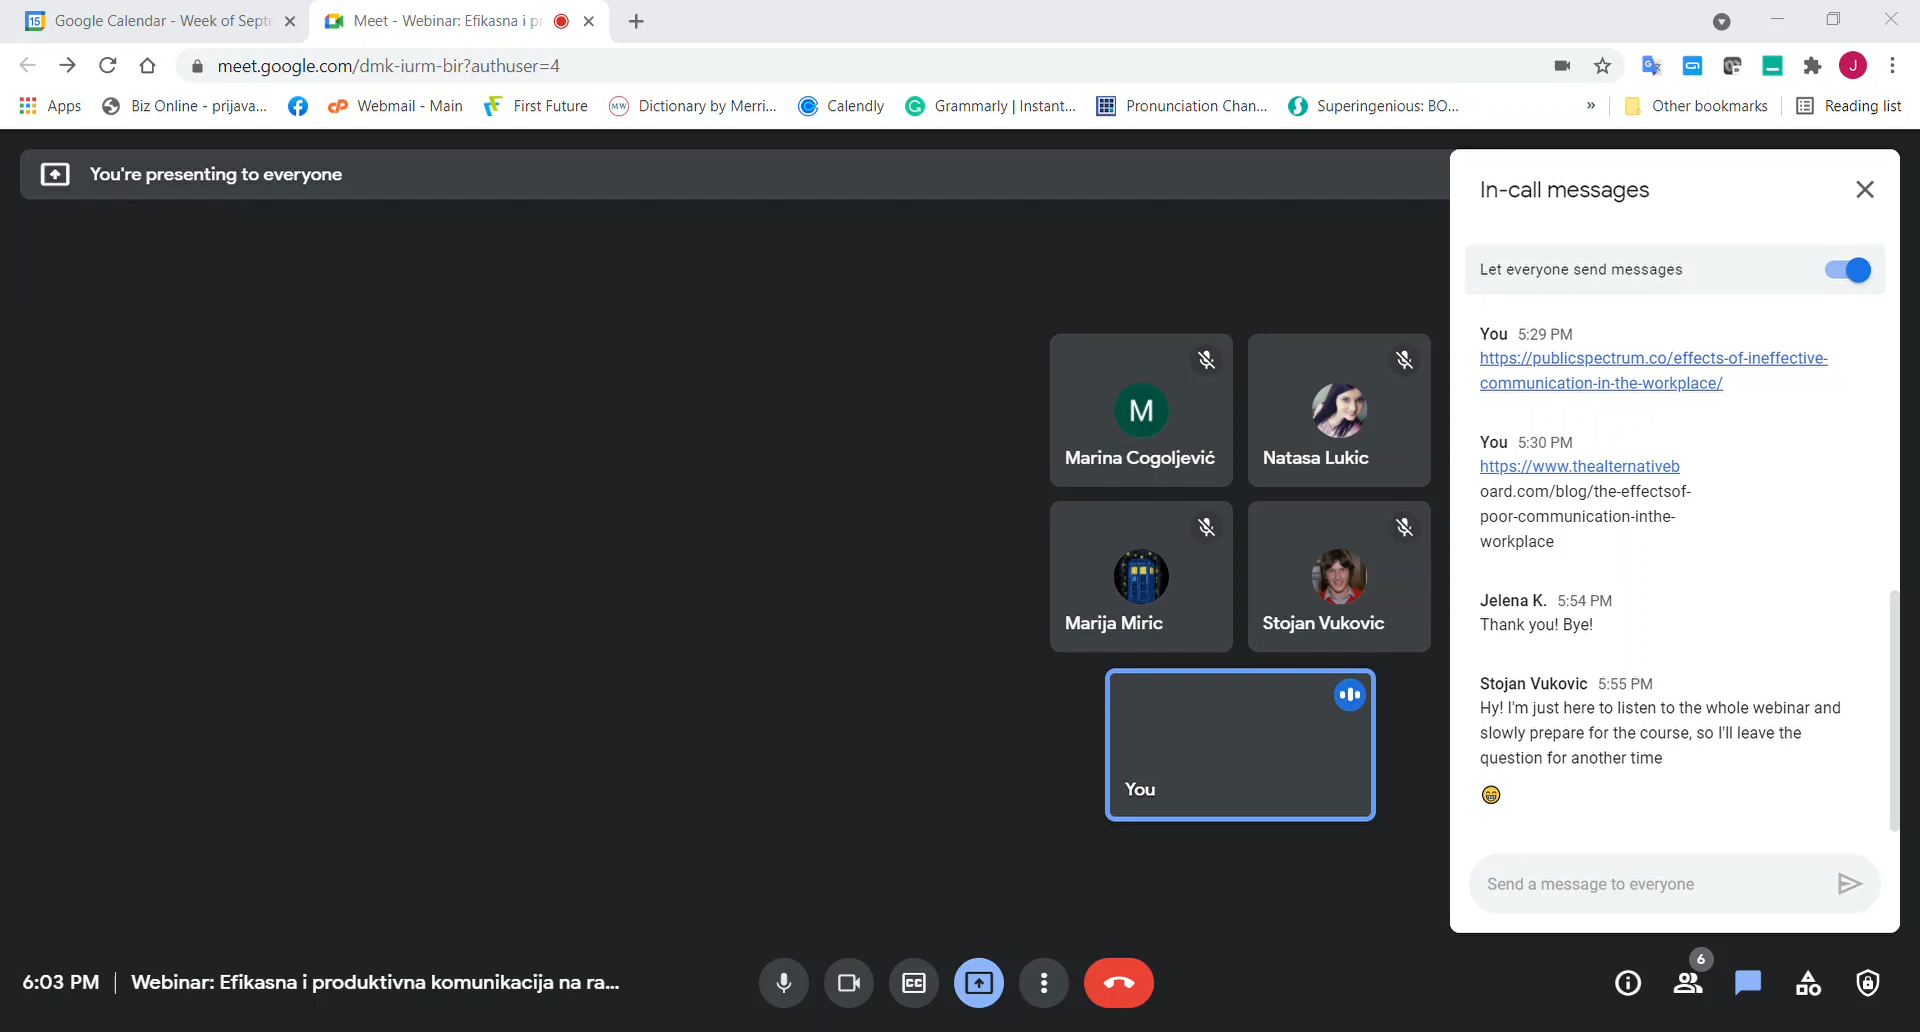 15 Google Calendar - Week of Septe
Meet - Webinar: Efikasna i pr
meet.google.com/dmk-iurm-bir?authuser=4
J
Apps
Biz Online - prijava...
Webmail - Main
First Future
MW Dictionary by Merri...
Calendly
Grammarly | Instant...
Pronunciation Chan...
Superingenious: BO...
»
Other bookmarks
Reading list
You're presenting to everyone
In-call messages
Let everyone send messages
You 5:29 PM
https://publicspectrum.co/effects-of-ineffective-
communication-in-the-workplace/
You 5:30 PM
https://www.thealternativeb
oard.com/blog/the-effectsof-
poor-communication-inthe-
workplace
Jelena K. 5:54 PM
Thank you! Bye!
Stojan Vukovic 5:55 PM
Hy! I'm just here to listen to the whole webinar and
slowly prepare for the course, so I'll leave the
question for another time
😁
Send a message to everyone
M
Marina Cogoljević
Natasa Lukic
Marija Miric
Stojan Vukovic
You
6:03 PM | Webinar: Efikasna i produktivna komunikacija na ra...
CC
6